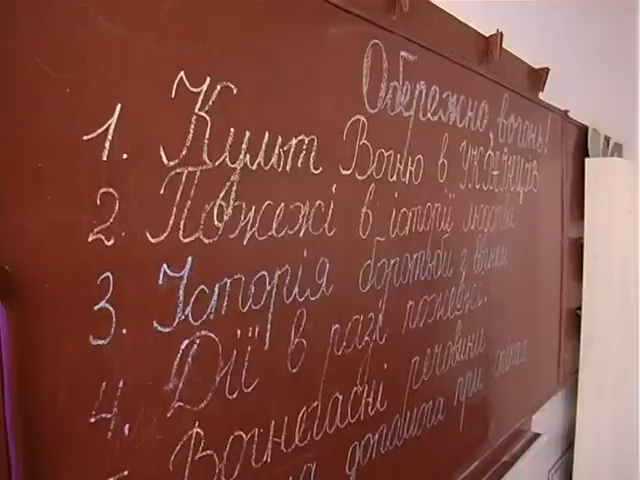 Обережно, вогонь!
1. Культ Вогню в Українців
2. Пожежі в історії людства
3. Історія боротьби з вогнем
4. Дії в разі пожежі.
Вогнегасні речовини
допомога при опіках